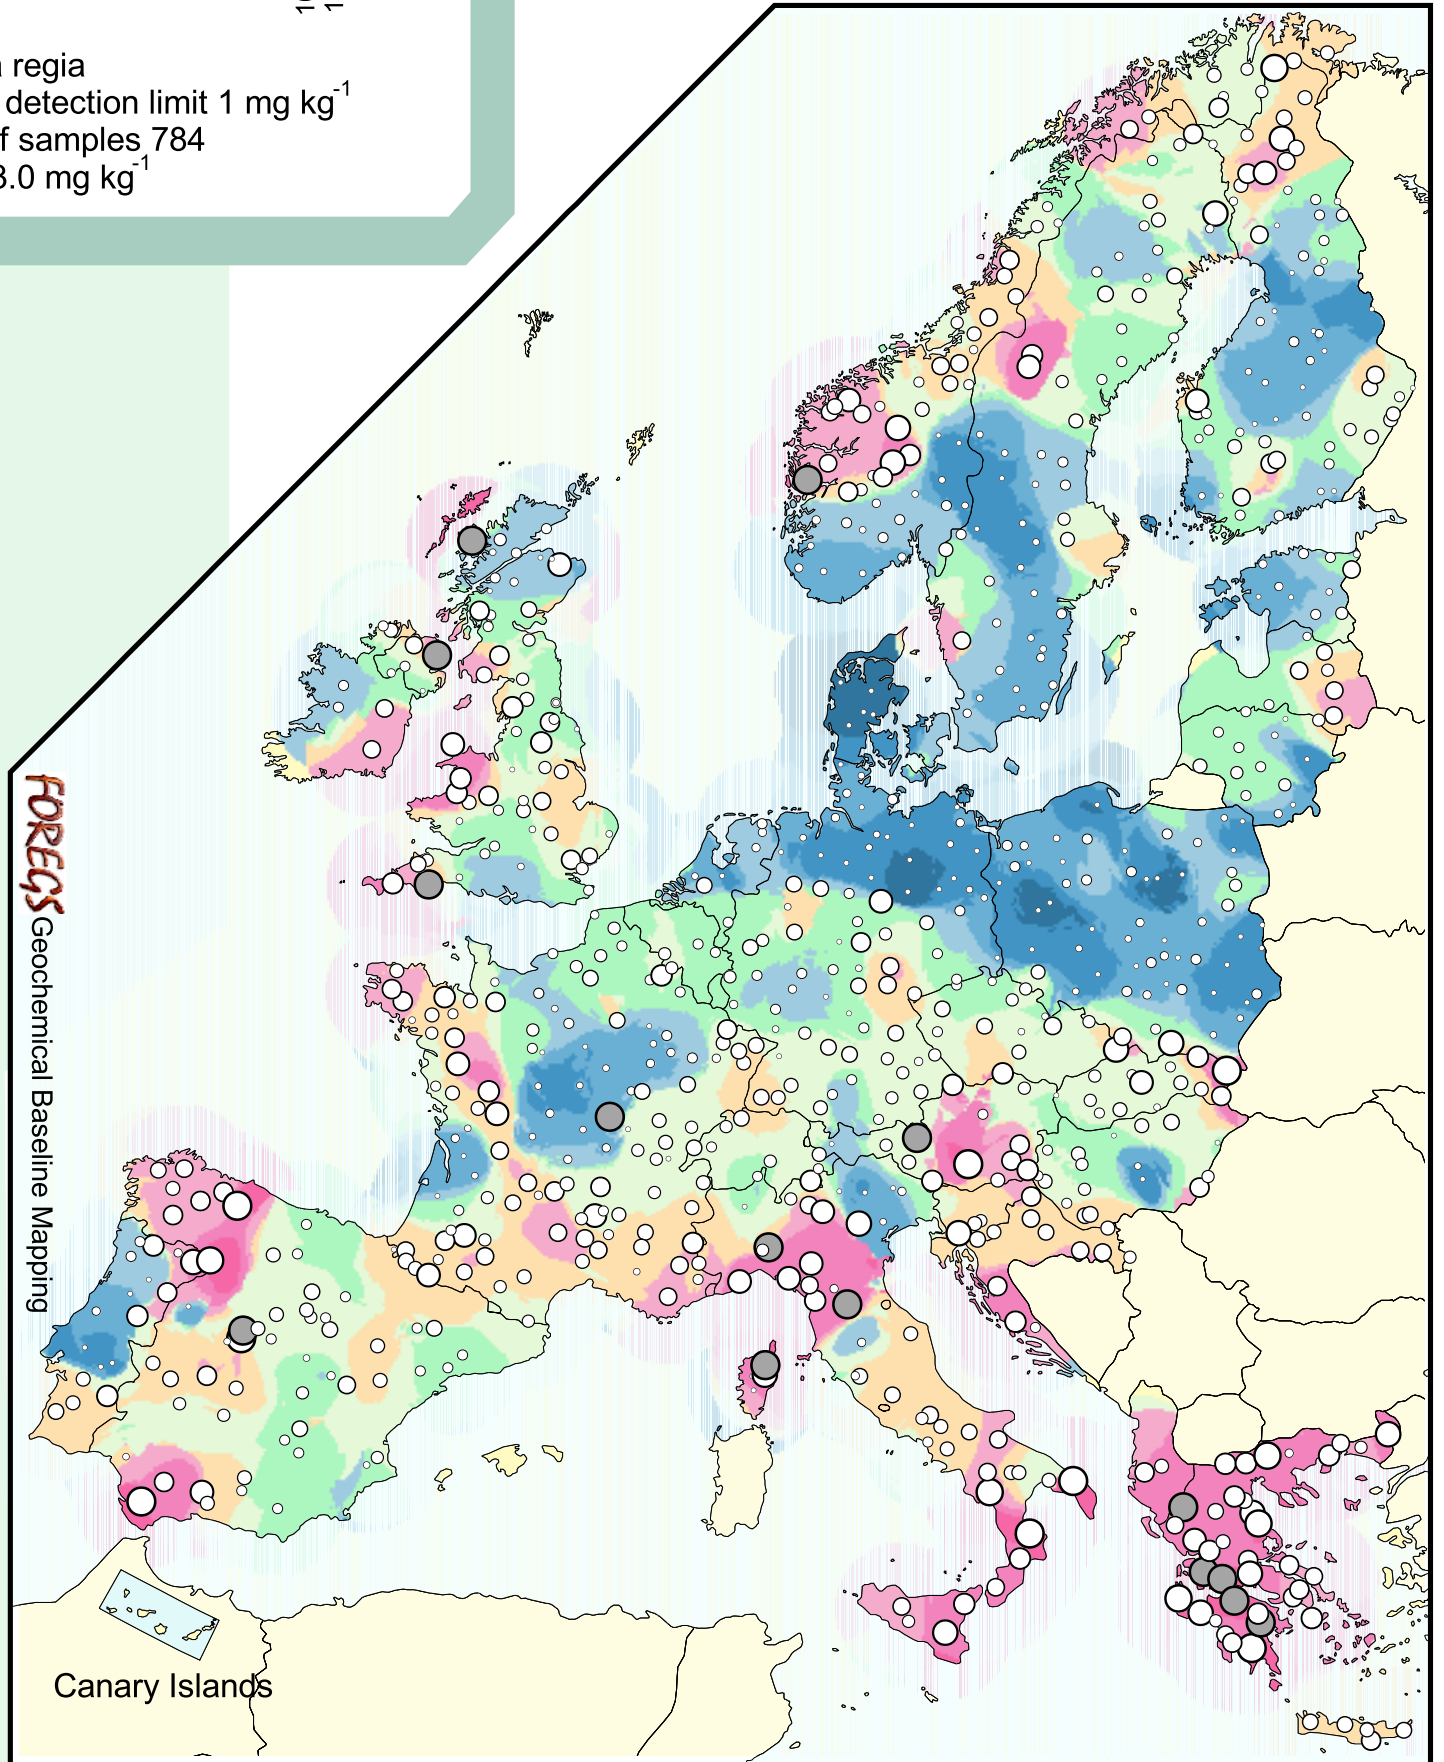 regia
detection limit 1 mg kg-1
of samples 784
3.0 mg kg-1
FOREGS Geochemical Baseline Mapping
Canary Islands